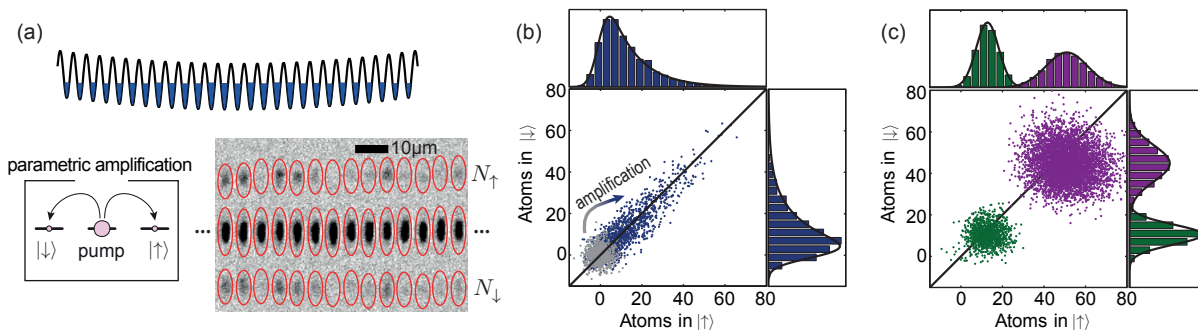 (a)
parametric amplification
|↓⟩
pump
|↑⟩
...
10μm
N↑
N↓
...
(b)
80
60
40
20
0
Atoms in |↓⟩
amplification
0
20
40
60
80
Atoms in |↑⟩
(c)
80
60
40
20
0
Atoms in |↓⟩
0
20
40
60
80
Atoms in |↑⟩